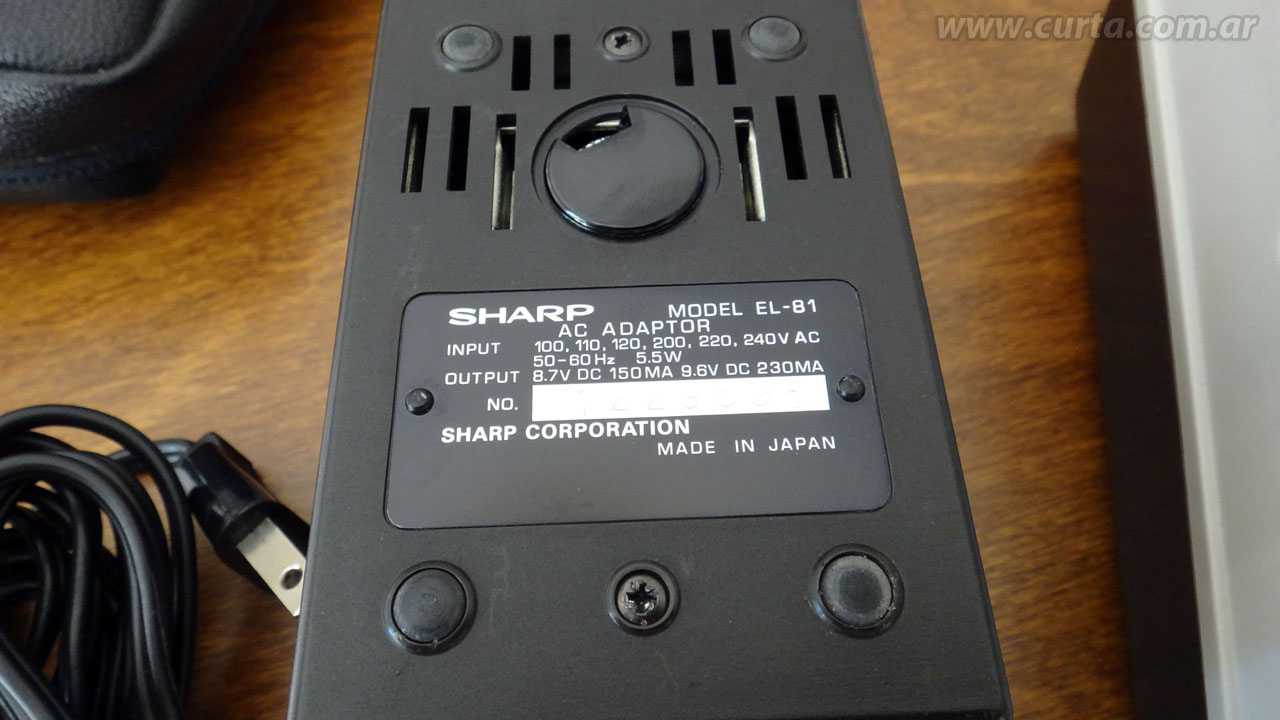 www.curta.com.ar
SHARP MODEL EL-81
AC ADAPTOR
INPUT 100, 110, 120, 200, 220, 240V AC
50-60Hz 5.5W
OUTPUT 8.7V DC 150MA 9.6V DC 230MA
NO.
SHARP CORPORATION
MADE IN JAPAN